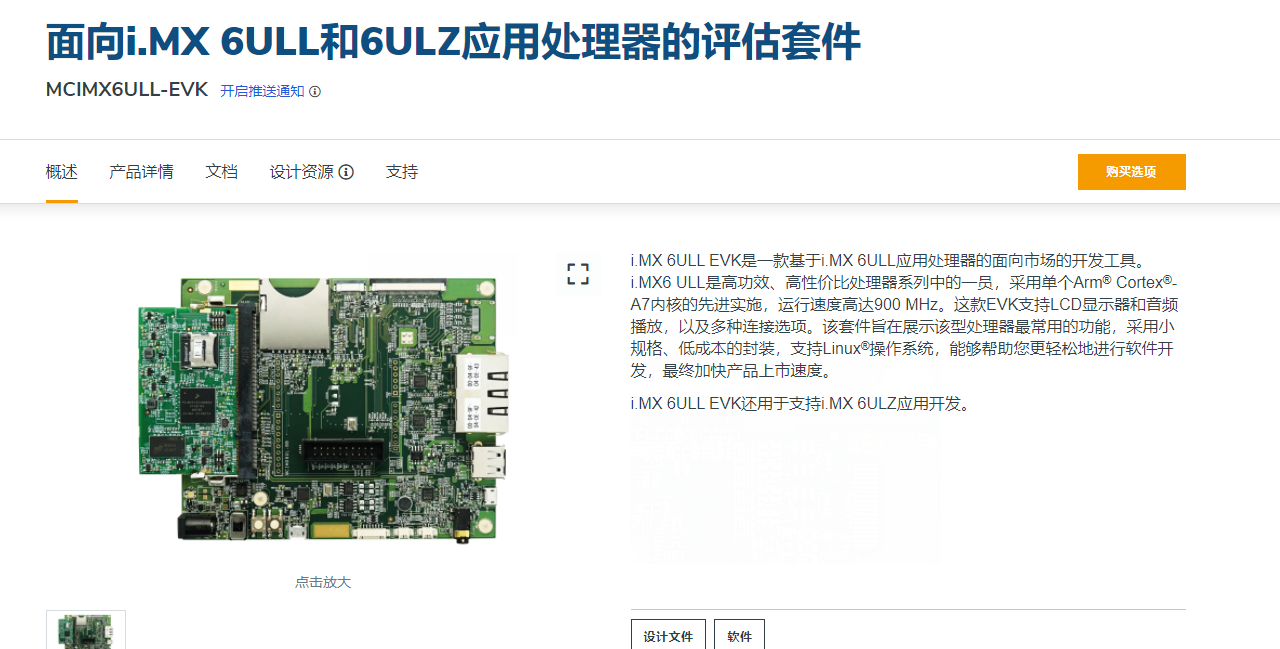 面向i.MX 6ULL和6ULZ应用处理器的评估套件
MCIMX6ULL-EVK 开启推送通知
概述 产品详情 文档 设计资源 支持 购买选项
i.MX 6ULL EVK是一款基于i.MX 6ULL应用处理器的面向市场的开发工具。
i.MX6 ULL是高功效、高性价比处理器系列中的一员，采用单个Arm® Cortex®-
A7内核的先进实施，运行速度高达900 MHz。这款EVK支持LCD显示器和音频
播放，以及多种连接选项。该套件旨在展示该型处理器最常用的功能，采用小
规格、低成本的封装，支持Linux®操作系统，能够帮助您更轻松地进行软件开
发，最终加快产品上市速度。
i.MX 6ULL EVK还用于支持i.MX 6ULZ应用开发。
点击放大
设计文件 软件